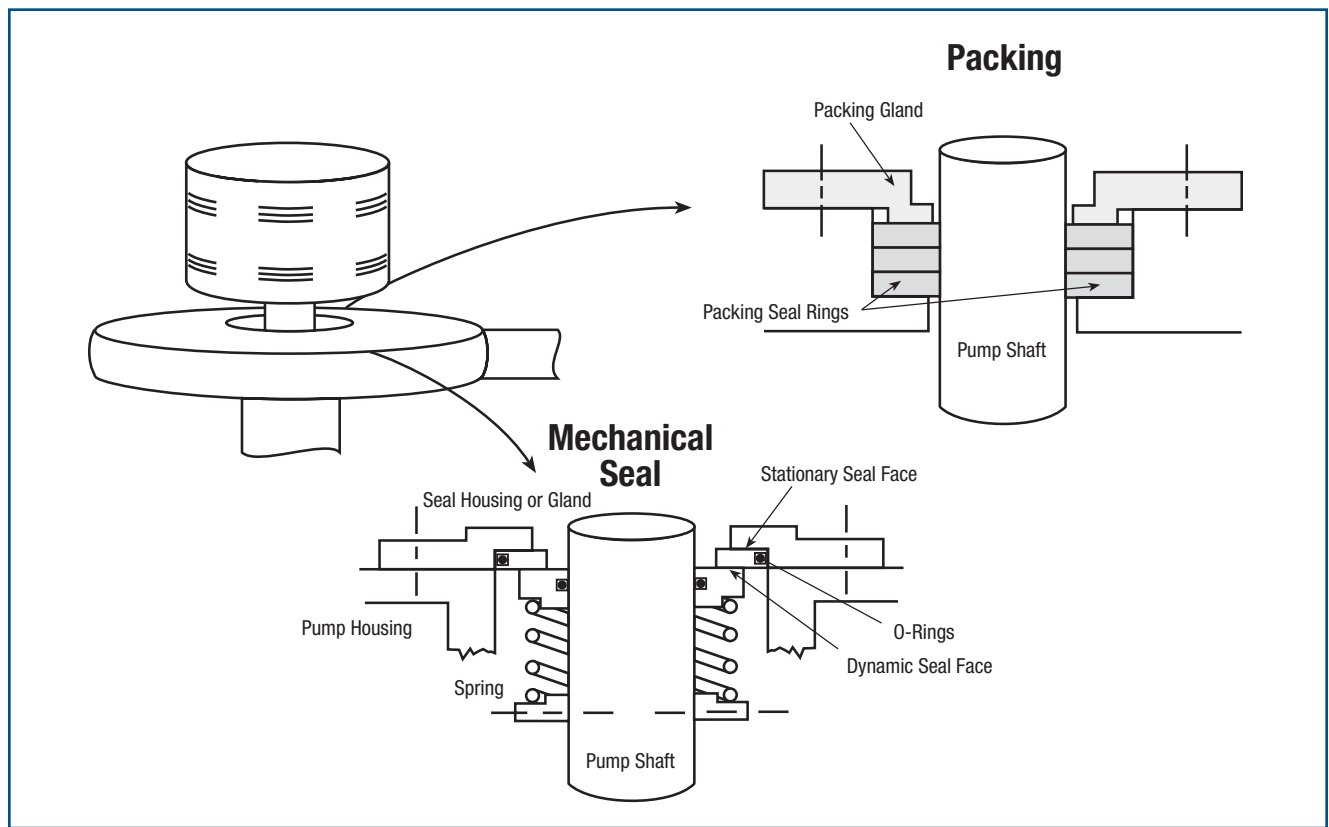 Packing
Packing Gland
Packing Seal Rings
Pump Shaft
Mechanical
Seal
Stationary Seal Face
Seal Housing or Gland
Pump Housing
O-Rings
Dynamic Seal Face
Spring
Pump Shaft